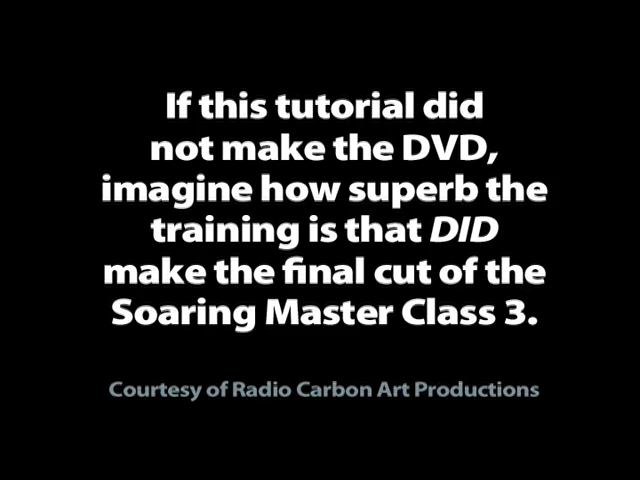 If this tutorial did
not make the DVD,
imagine how superb the
training is that DID
make the final cut of the
Soaring Master Class 3.
Courtesy of Radio Carbon Art Productions